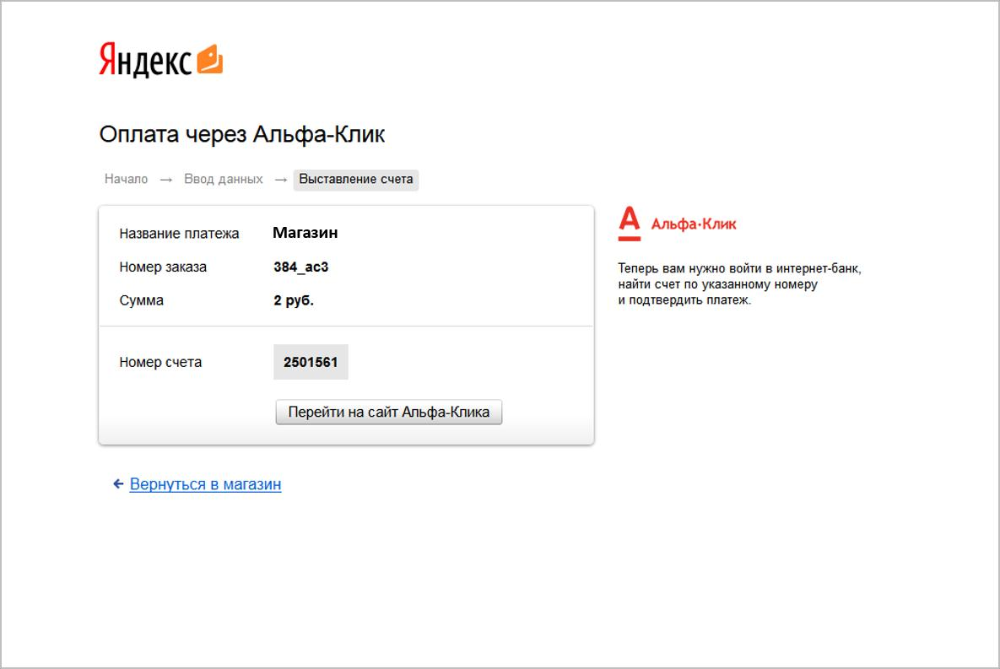 Яндекс
Оплата через Альфа-Клик
Начало → Ввод данных → Выставление счета
Название платежа Магазин
Номер заказа 384_ac3
Сумма 2 руб.
Номер счета 2501561
Перейти на сайт Альфа-Клика
А Альфа·Клик
Теперь вам нужно войти в интернет-банк,
найти счет по указанному номеру
и подтвердить платеж.
← Вернуться в магазин